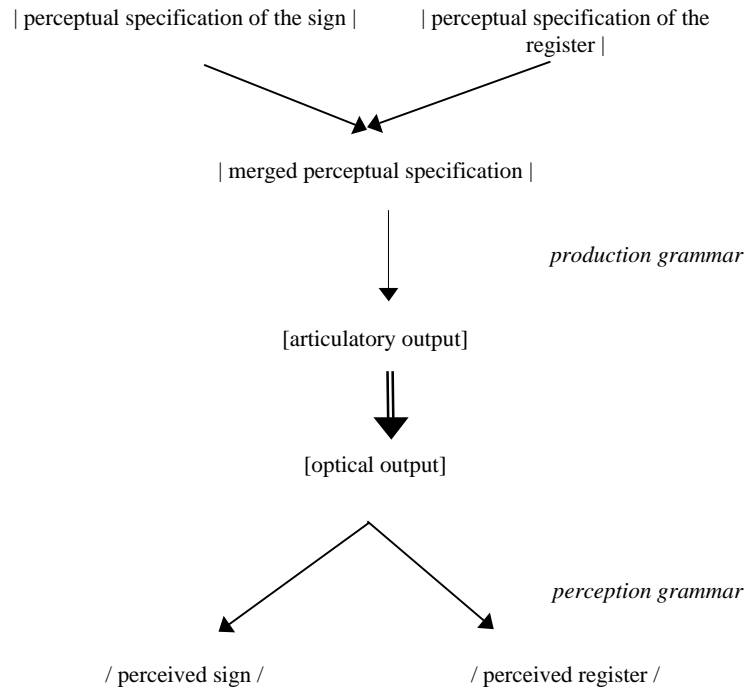 | perceptual specification of the sign |
| perceptual specification of the
register |
| merged perceptual specification |
production grammar
[articulatory output]
[optical output]
perception grammar
/ perceived sign /
/ perceived register /